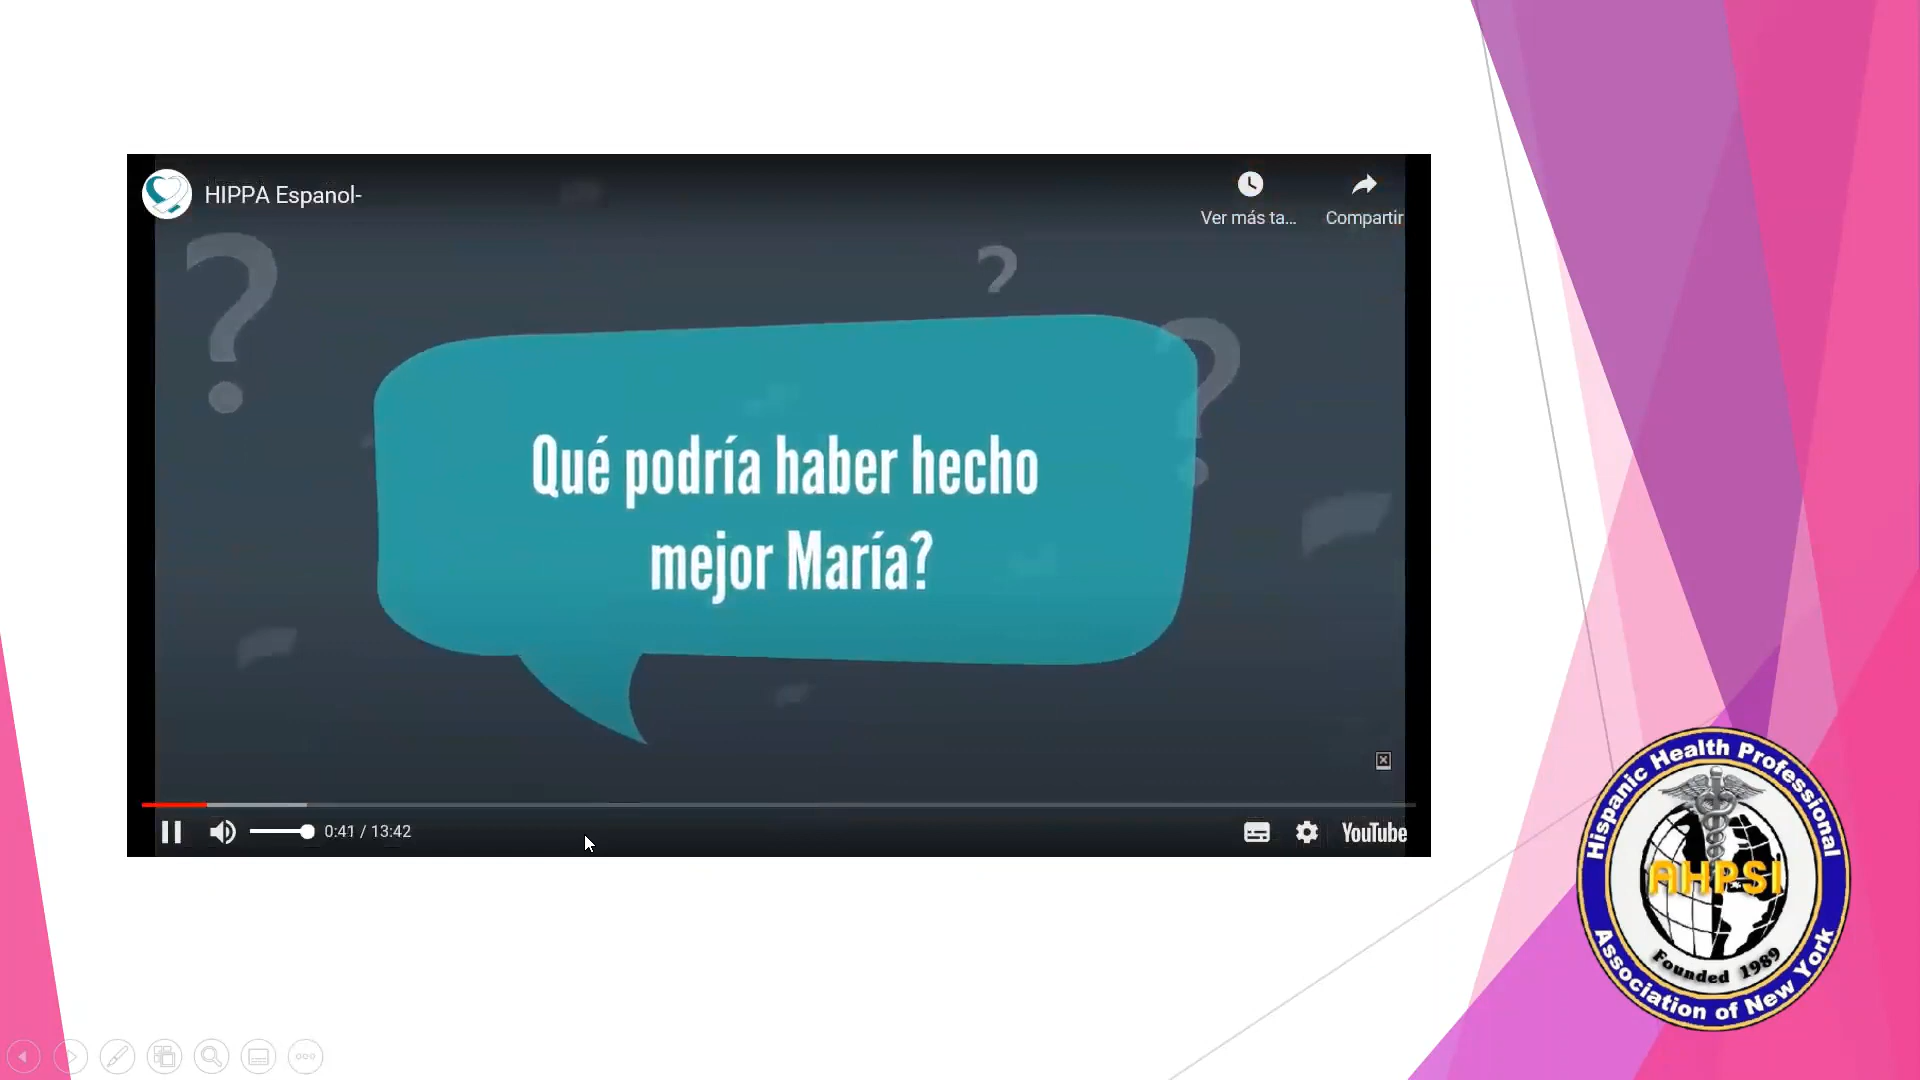 HIPPA Espanol-
Ver más ta...
Compartir
Qué podría haber hecho
mejor María?
0:41 / 13:42
YouTube
Hispanic Health Professional
AHPSI
Founded 1989
Association of New York